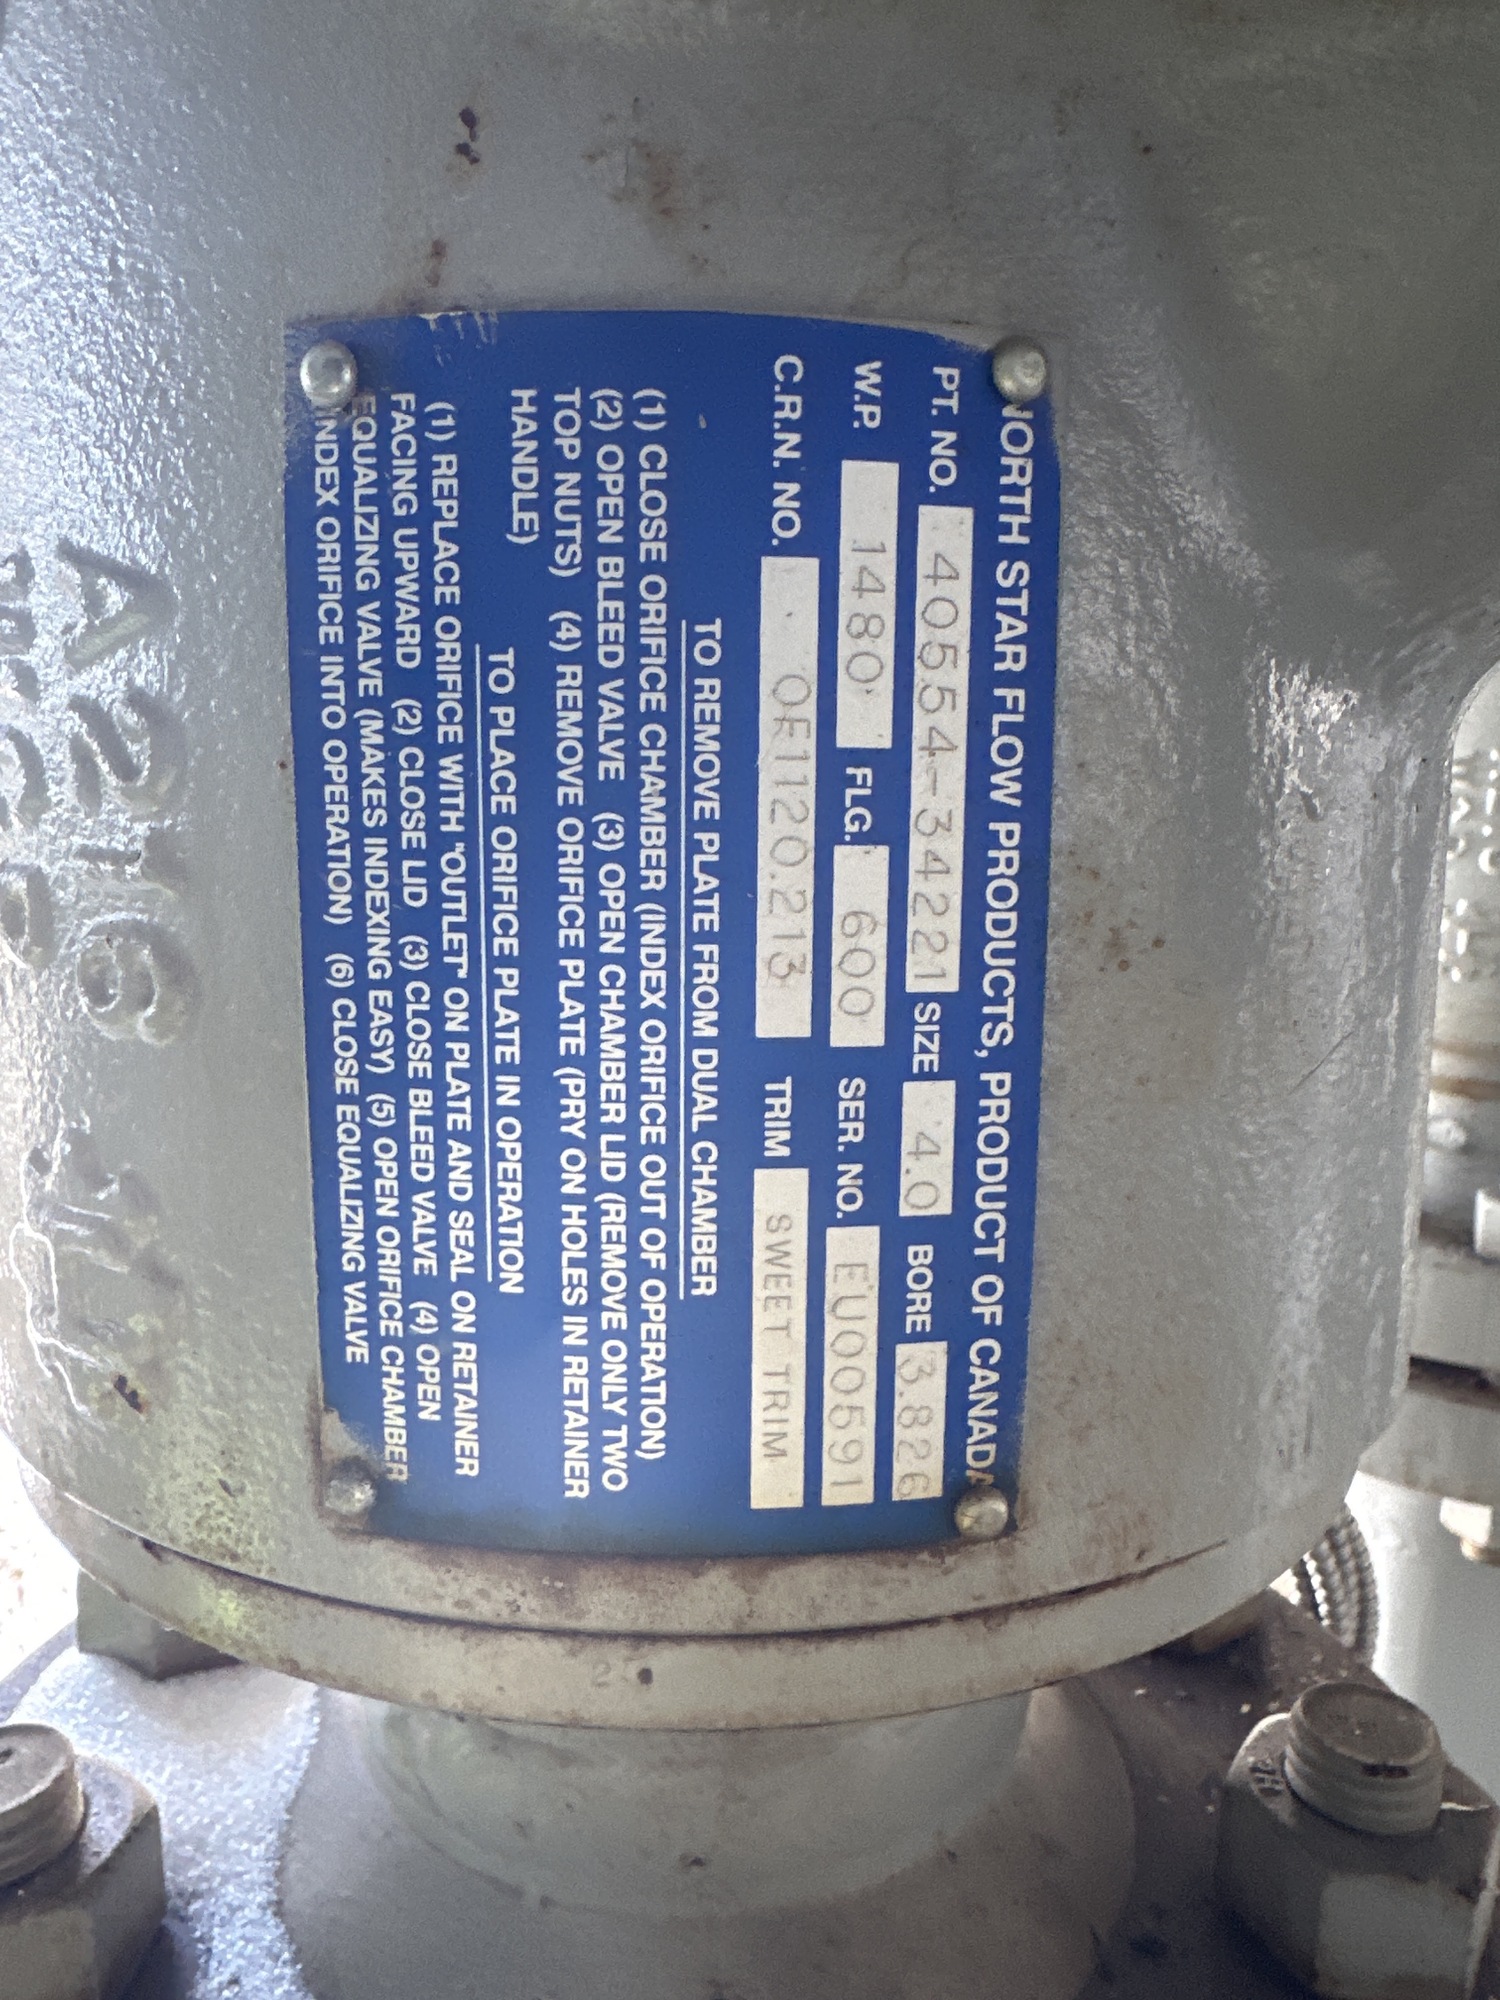 NORTH STAR FLOW PRODUCTS, PRODUCT OF CANADA
PT. NO. 40554-34221 SIZE 4.0 BORE 3.826
W.P. 1480 FLG. 600 SER. NO. EU00591
C.R.N. NO. 0F1120.213 TRIM SWEET TRIM
TO REMOVE PLATE FROM DUAL CHAMBER
(1) CLOSE ORIFICE CHAMBER (INDEX ORIFICE OUT OF OPERATION)
(2) OPEN BLEED VALVE (3) OPEN CHAMBER LID (REMOVE ONLY TWO
TOP NUTS) (4) REMOVE ORIFICE PLATE (PRY ON HOLES IN RETAINER
HANDLE)
TO PLACE ORIFICE PLATE IN OPERATION
(1) REPLACE ORIFICE WITH "OUTLET" ON PLATE AND SEAL ON RETAINER
FACING UPWARD (2) CLOSE LID (3) CLOSE BLEED VALVE (4) OPEN
EQUALIZING VALVE (MAKES INDEXING EASY) (5) OPEN ORIFICE CHAMBER
INDEX ORIFICE INTO OPERATION) (6) CLOSE EQUALIZING VALVE
A216